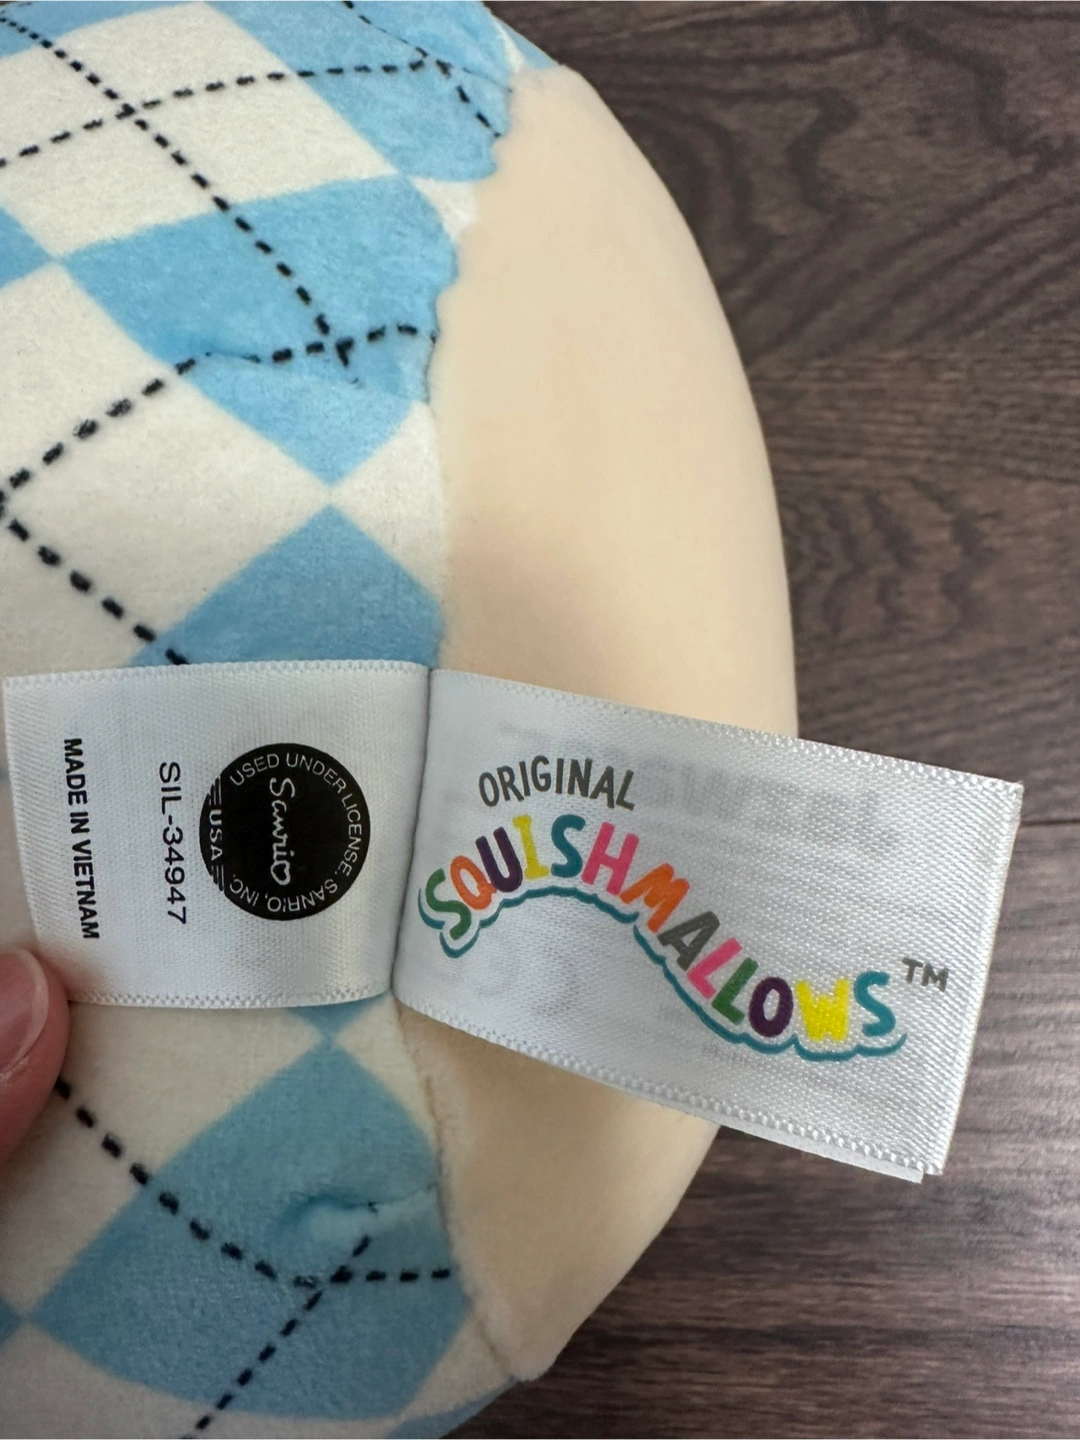 ORIGINAL
SQUISHMALLOWS™
USED UNDER LICENSE. SANRIO, INC.
Sanrio
USA
SIL-34947
MADE IN VIETNAM